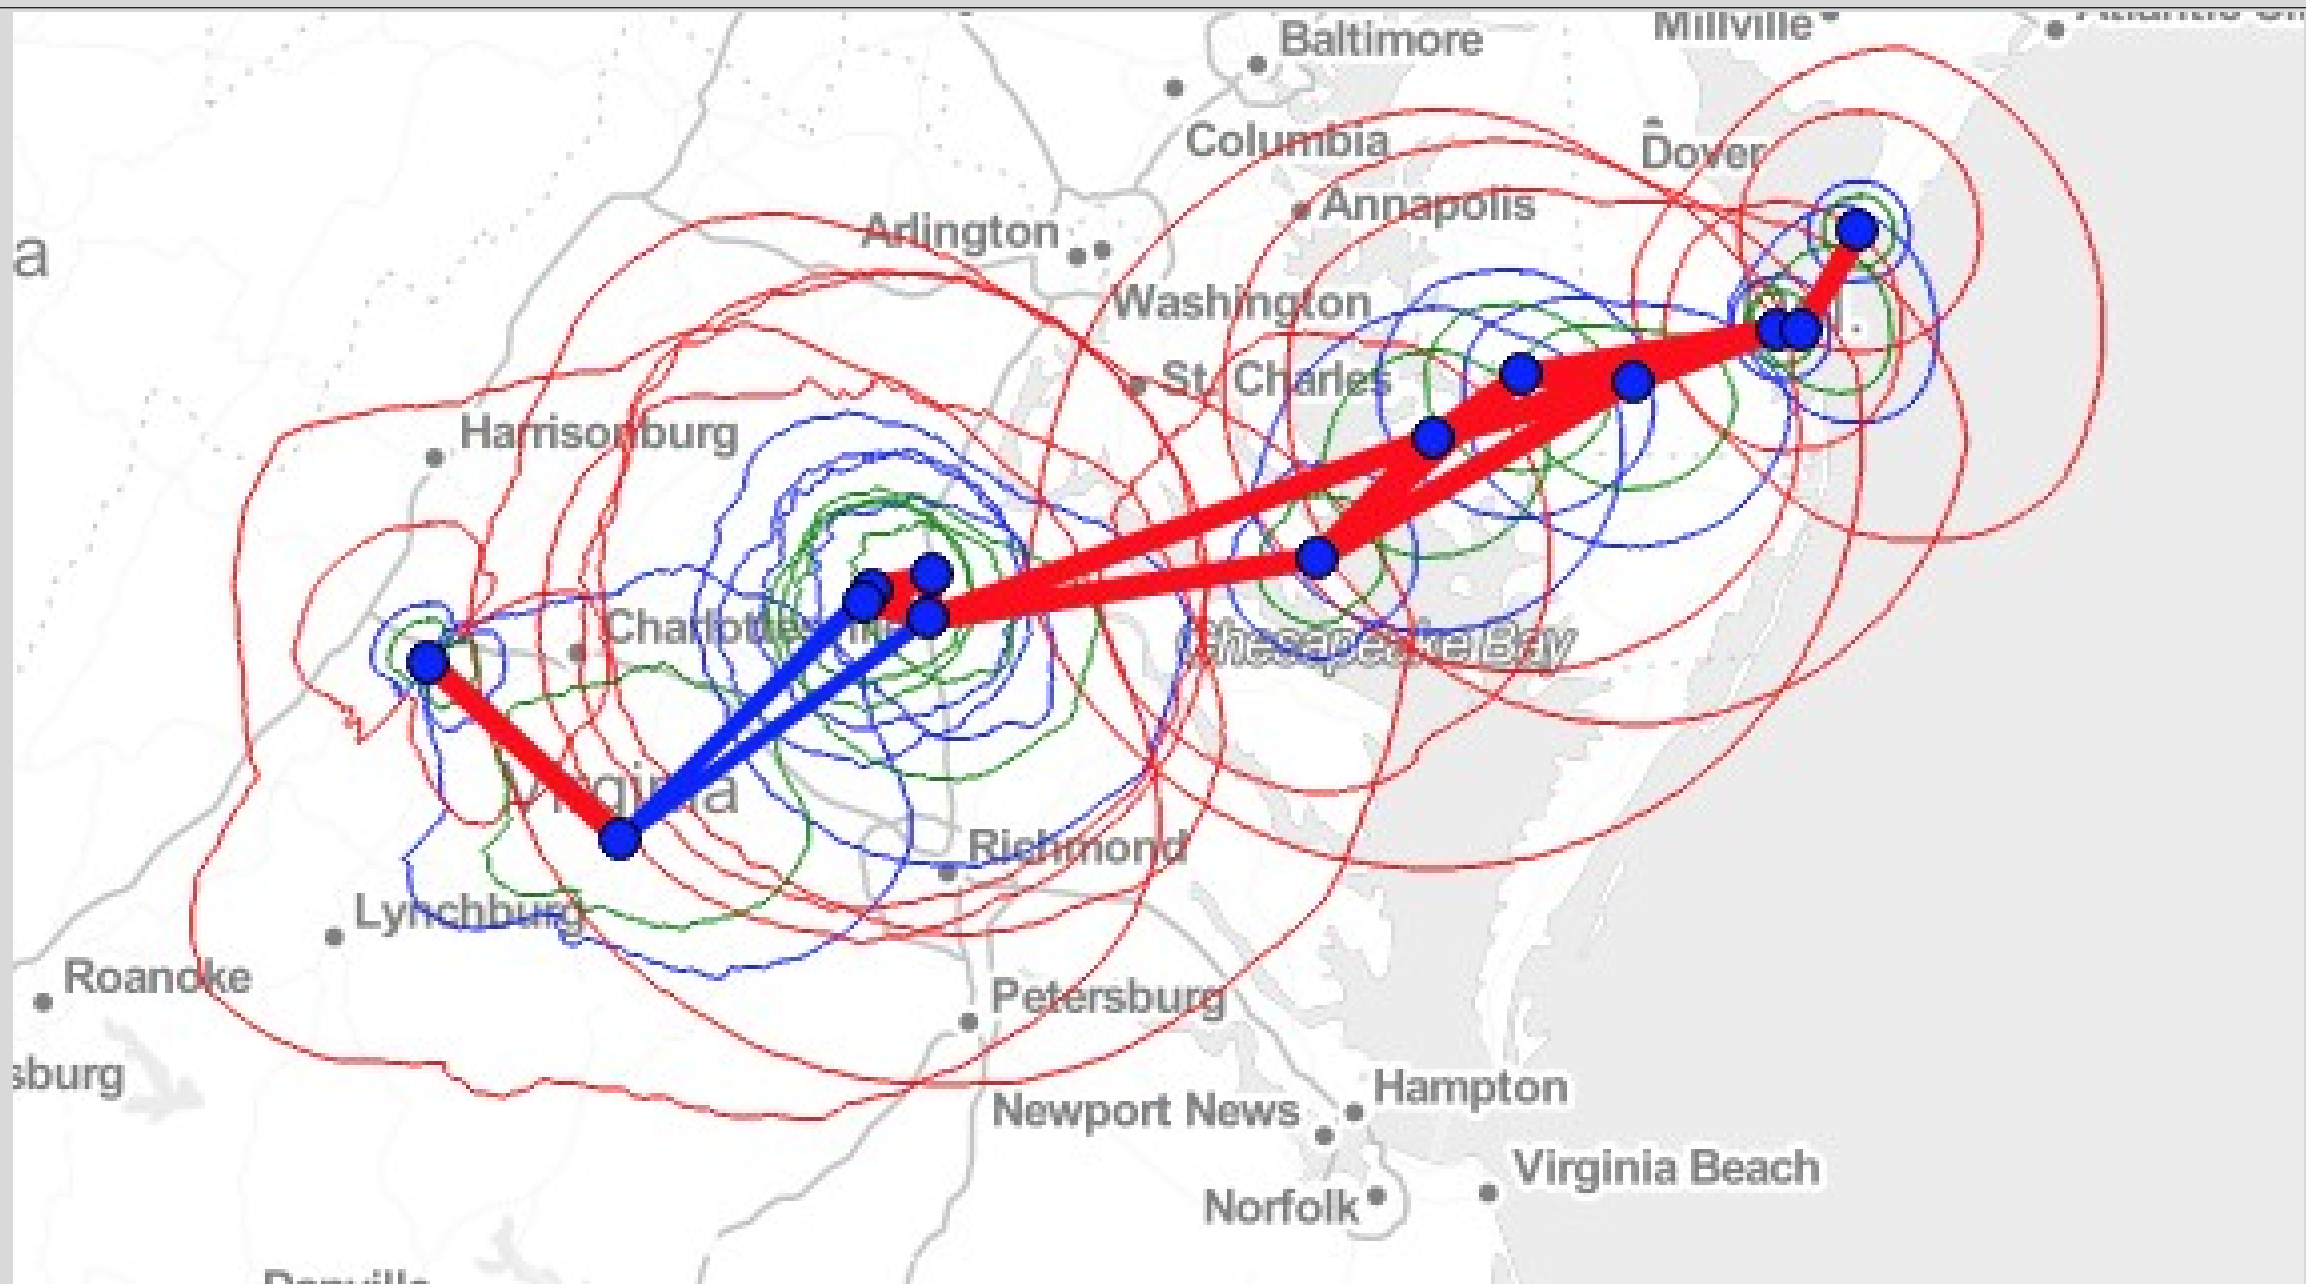 Millville
Baltimore
Columbia
Dover
Annapolis
Arlington
a
Washington
St. Charles
Harrisonburg
Chesapeake Bay
Virginia
Richmond
Lynchburg
Roanoke
Petersburg
sburg
Hampton
Newport News
Virginia Beach
Norfolk